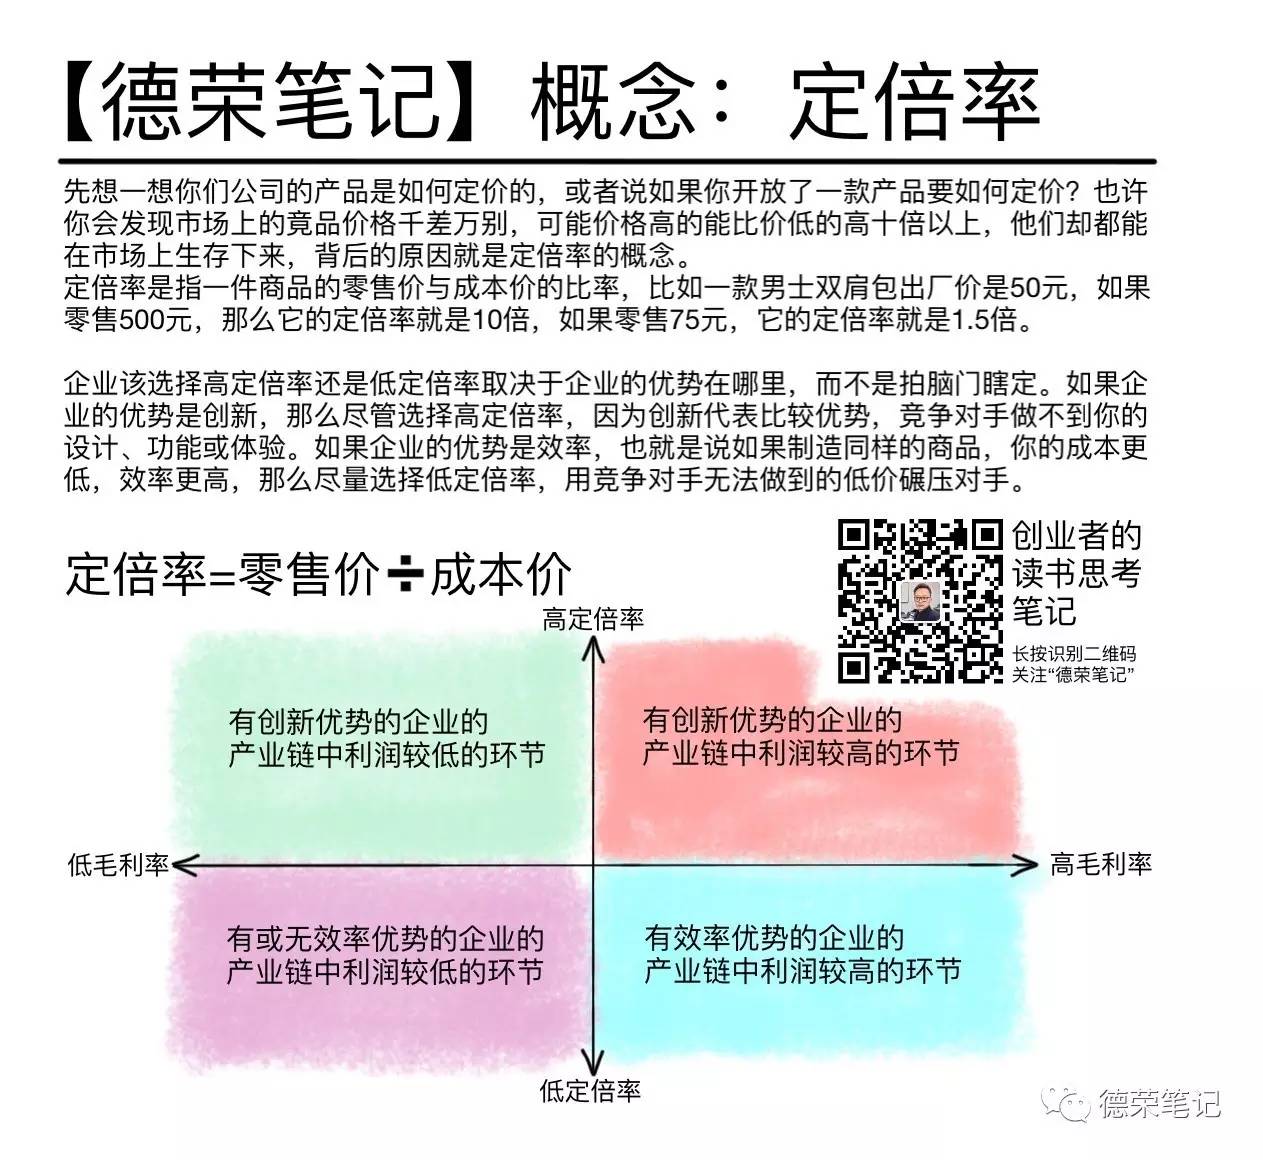 【德荣笔记】概念：定倍率
先想一想你们公司的产品是如何定价的，或者说如果你开放了一款产品要如何定价？也许
你会发现市场上的竟品价格千差万别，可能价格高的能比价低的高十倍以上，他们却都能
在市场上生存下来，背后的原因就是定倍率的概念。
定倍率是指一件商品的零售价与成本价的比率，比如一款男士双肩包出厂价是50元，如果
零售500元，那么它的定倍率就是10倍，如果零售75元，它的定倍率就是1.5倍。
企业该选择高定倍率还是低定倍率取决于企业的优势在哪里，而不是拍脑门瞎定。如果企
业的优势是创新，那么尽管选择高定倍率，因为创新代表比较优势，竞争对手做不到你的
设计、功能或体验。如果企业的优势是效率，也就是说如果制造同样的商品，你的成本更
低，效率更高，那么尽量选择低定倍率，用竞争对手无法做到的低价碾压对手。
定倍率=零售价÷成本价
创业者的
读书思考
笔记
长按识别二维码
关注“德荣笔记”
高定倍率
有创新优势的企业的
产业链中利润较低的环节
有创新优势的企业的
产业链中利润较高的环节
低毛利率
高毛利率
有或无效率优势的企业的
产业链中利润较低的环节
有效率优势的企业的
产业链中利润较高的环节
低定倍率
德荣笔记